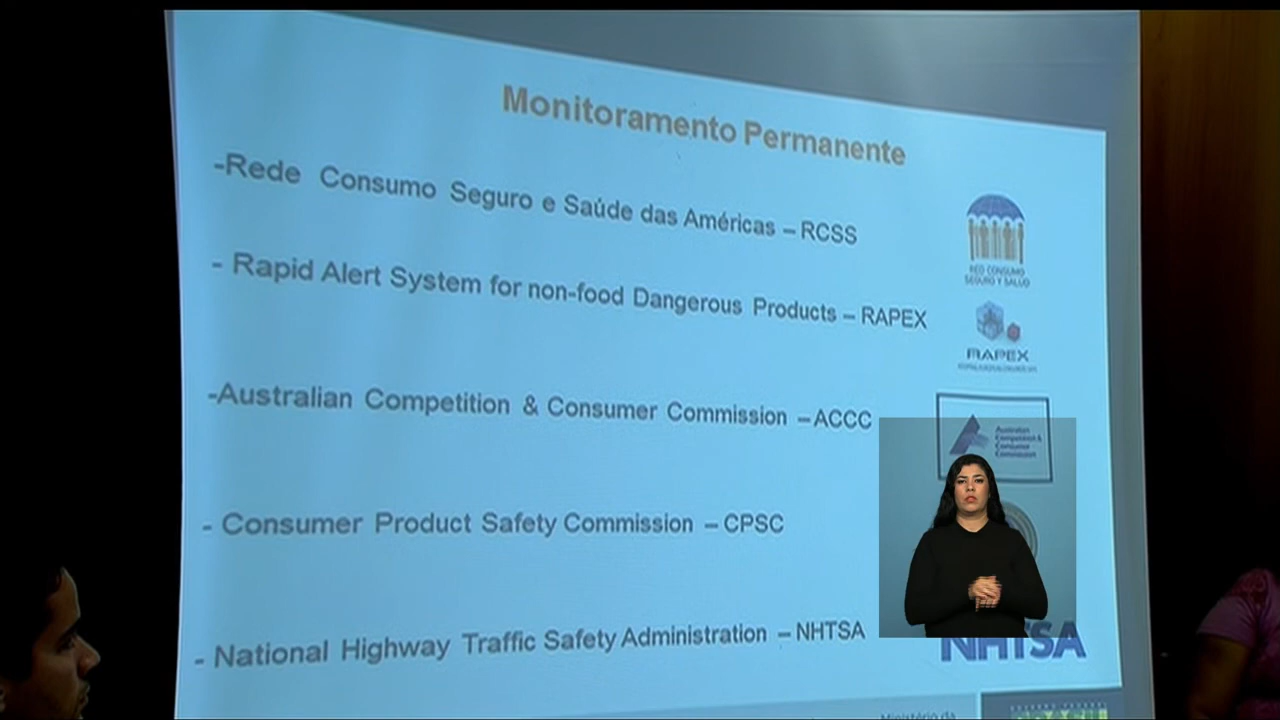 Monitoramento Permanente
-Rede Consumo Seguro e Saúde das Américas – RCSS
RED CONSUMO
SEGURO Y SALUD
- Rapid Alert System for non-food Dangerous Products – RAPEX
RAPEX
-Australian Competition & Consumer Commission – ACCC
Australian
Competition &
Consumer
Commission
- Consumer Product Safety Commission – CPSC
- National Highway Traffic Safety Administration – NHTSA
NHTSA
Ministério da